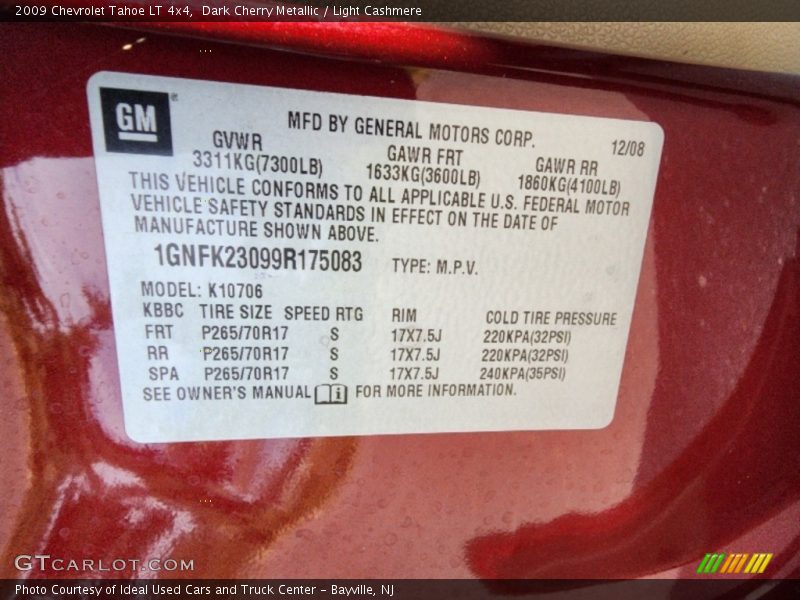 2009 Chevrolet Tahoe LT 4x4, Dark Cherry Metallic / Light Cashmere
GM
MFD BY GENERAL MOTORS CORP.
12/08
GVWR
GAWR FRT
GAWR RR
3311KG(7300LB)
1633KG(3600LB)
1860KG(4100LB)
THIS VEHICLE CONFORMS TO ALL APPLICABLE U.S. FEDERAL MOTOR
VEHICLE SAFETY STANDARDS IN EFFECT ON THE DATE OF
MANUFACTURE SHOWN ABOVE.
1GNFK23099R175083 TYPE: M.P.V.
MODEL: K10706
KBBC TIRE SIZE SPEED RTG RIM COLD TIRE PRESSURE
FRT P265/70R17 S 17X7.5J 220KPA(32PSI)
RR P265/70R17 S 17X7.5J 220KPA(32PSI)
SPA P265/70R17 S 17X7.5J 240KPA(35PSI)
SEE OWNER'S MANUAL i FOR MORE INFORMATION.
GTCARLOT.COM
Photo Courtesy of Ideal Used Cars and Truck Center - Bayville, NJ